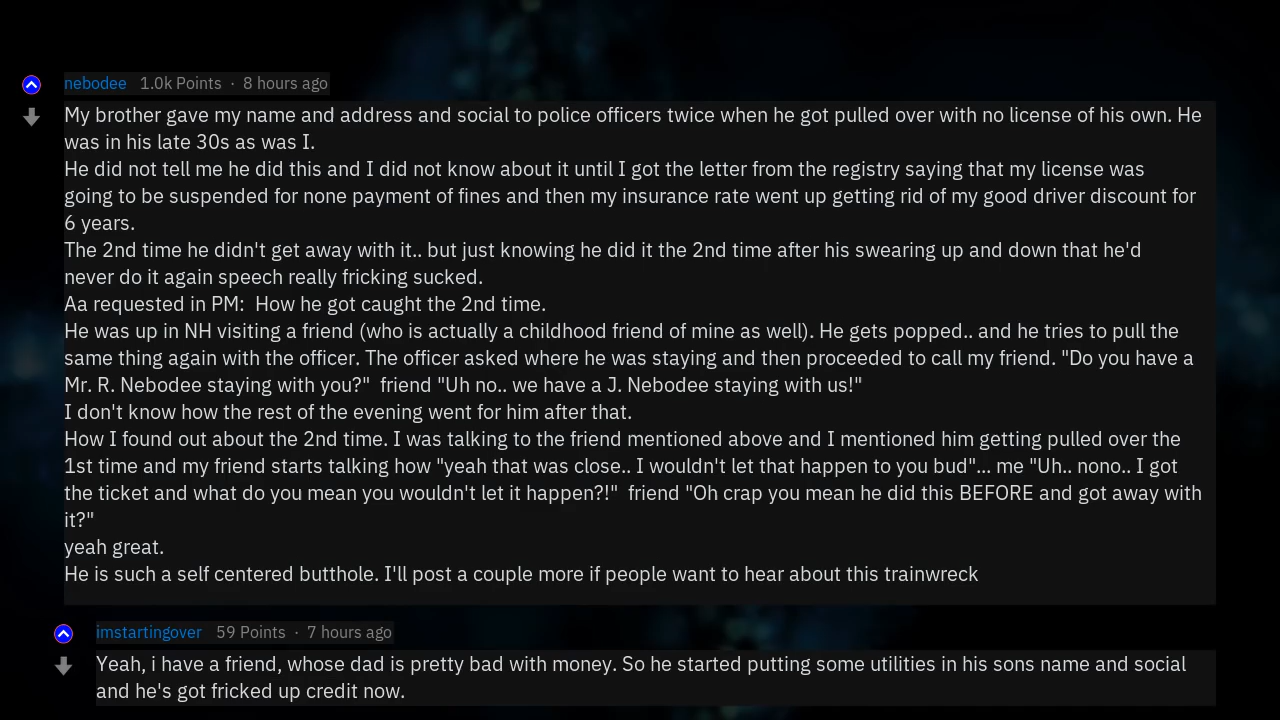 nebodee 1.0k Points · 8 hours ago
My brother gave my name and address and social to police officers twice when he got pulled over with no license of his own. He
was in his late 30s as was I.
He did not tell me he did this and I did not know about it until I got the letter from the registry saying that my license was
going to be suspended for none payment of fines and then my insurance rate went up getting rid of my good driver discount for
6 years.
The 2nd time he didn't get away with it.. but just knowing he did it the 2nd time after his swearing up and down that he'd
never do it again speech really fricking sucked.
Aa requested in PM:  How he got caught the 2nd time.
He was up in NH visiting a friend (who is actually a childhood friend of mine as well). He gets popped.. and he tries to pull the
same thing again with the officer. The officer asked where he was staying and then proceeded to call my friend. "Do you have a
Mr. R. Nebodee staying with you?"  friend "Uh no.. we have a J. Nebodee staying with us!"
I don't know how the rest of the evening went for him after that.
How I found out about the 2nd time. I was talking to the friend mentioned above and I mentioned him getting pulled over the
1st time and my friend starts talking how "yeah that was close.. I wouldn't let that happen to you bud"... me "Uh.. nono.. I got
the ticket and what do you mean you wouldn't let it happen?!"  friend "Oh crap you mean he did this BEFORE and got away with
it?"
yeah great.
He is such a self centered butthole. I'll post a couple more if people want to hear about this trainwreck
imstartingover 59 Points · 7 hours ago
Yeah, i have a friend, whose dad is pretty bad with money. So he started putting some utilities in his sons name and social
and he's got fricked up credit now.